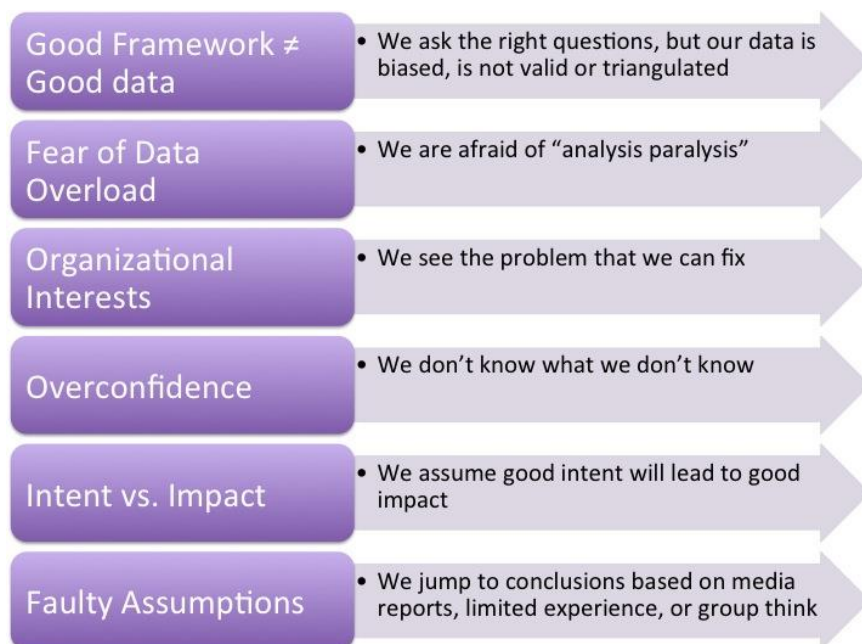 Good Framework ≠
Good data
• We ask the right questions, but our data is
biased, is not valid or triangulated
Fear of Data
Overload
• We are afraid of “analysis paralysis”
Organizational
Interests
• We see the problem that we can fix
Overconfidence
• We don’t know what we don’t know
Intent vs. Impact
• We assume good intent will lead to good
impact
Faulty Assumptions
• We jump to conclusions based on media
reports, limited experience, or group think